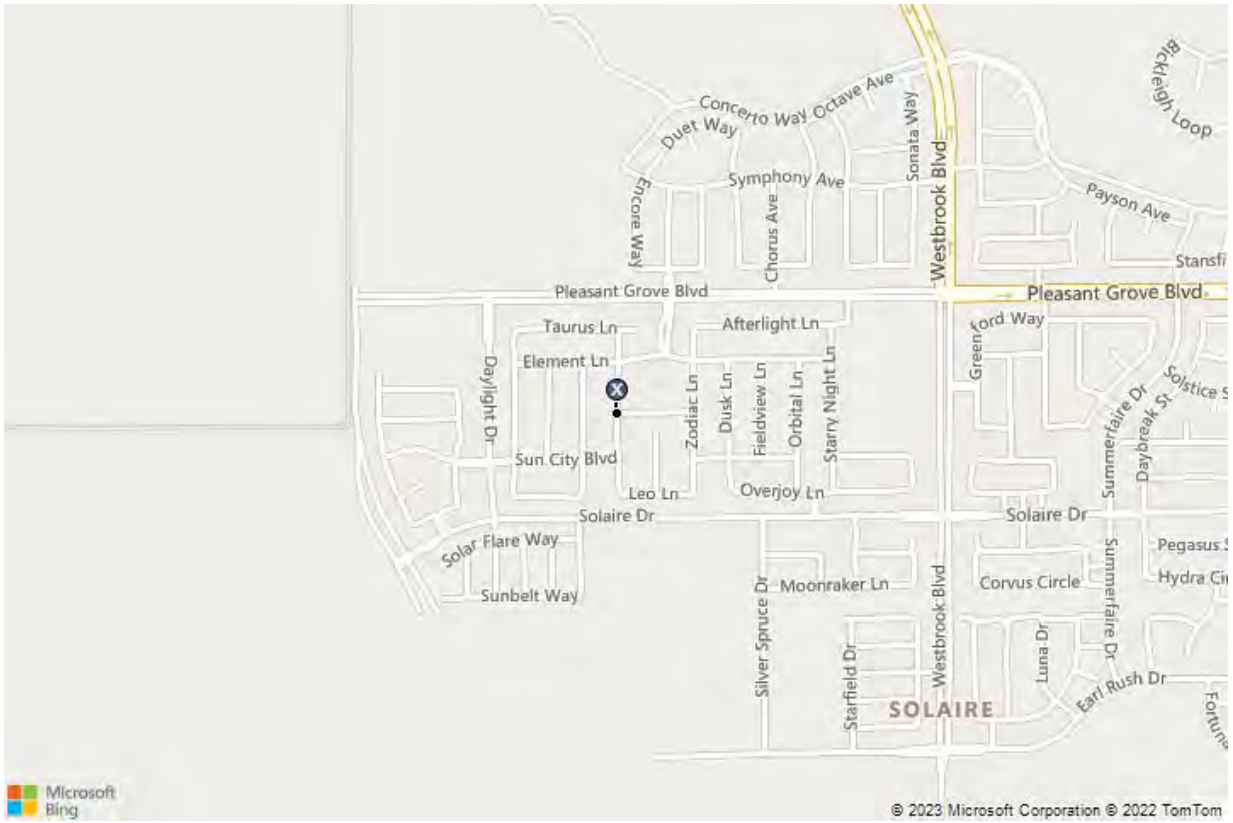 Bickleigh Loop
Concerto Way
Octave Ave
Duet Way
Sonata Way
Westbrook Blvd
Symphony Ave
Encore Way
Chorus Ave
Payson Ave
Stansfi
Pleasant Grove Blvd
Pleasant Grove Blvd
Taurus Ln
Afterlight Ln
Greenford Way
Element Ln
Daylight Dr
X
Zodiac Ln
Dusk Ln
Fieldview Ln
Orbital Ln
Starry Night Ln
Solstice S
Summerfaire Dr
Daybreak St
Sun City Blvd
Leo Ln
Overjoy Ln
Solaire Dr
Solaire Dr
Solar Flare Way
Pegasus S
Sunbelt Way
Silver Spruce Dr
Moonraker Ln
Westbrook Blvd
Corvus Circle
Summerfaire Dr
Hydra Cir
Starfield Dr
Luna Dr
Earl Rush Dr
SOLAIRE
Fortuna
Microsoft
Bing
© 2023 Microsoft Corporation © 2022 TomTom